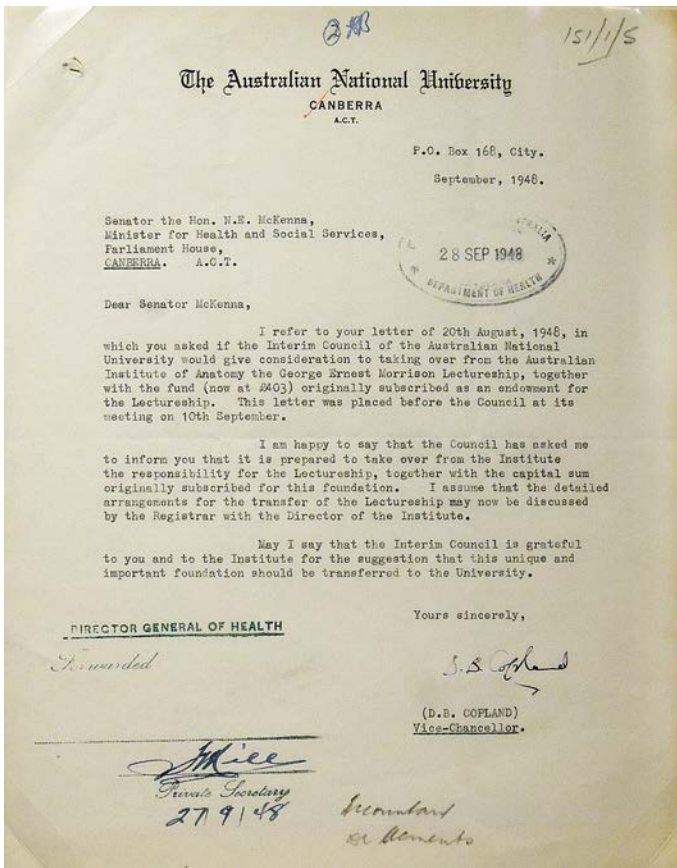 151/1/5
The Australian National University
CANBERRA
A.C.T.
P.O. Box 168, City.
September, 1948.
Senator the Hon. N.E. McKenna,
Minister for Health and Social Services,
Parliament House,
CANBERRA. A.C.T.
28 SEP 1948
DEPARTMENT OF HEALTH
Dear Senator McKenna,
I refer to your letter of 20th August, 1948, in
which you asked if the Interim Council of the Australian National
University would give consideration to taking over from the Australian
Institute of Anatomy the George Ernest Morrison Lectureship, together
with the fund (now at £403) originally subscribed as an endowment for
the Lectureship. This letter was placed before the Council at its
meeting on 10th September.
I am happy to say that the Council has asked me
to inform you that it is prepared to take over from the Institute
the responsibility for the Lectureship, together with the capital sum
originally subscribed for this foundation. I assume that the detailed
arrangements for the transfer of the Lectureship may now be discussed
by the Registrar with the Director of the Institute.
May I say that the Interim Council is grateful
to you and to the Institute for the suggestion that this unique and
important foundation should be transferred to the University.
Yours sincerely,
DIRECTOR GENERAL OF HEALTH
Forwarded
D.B. Copland
(D.B. COPLAND)
Vice-Chancellor.
Private Secretary
27/9/48
Accountant